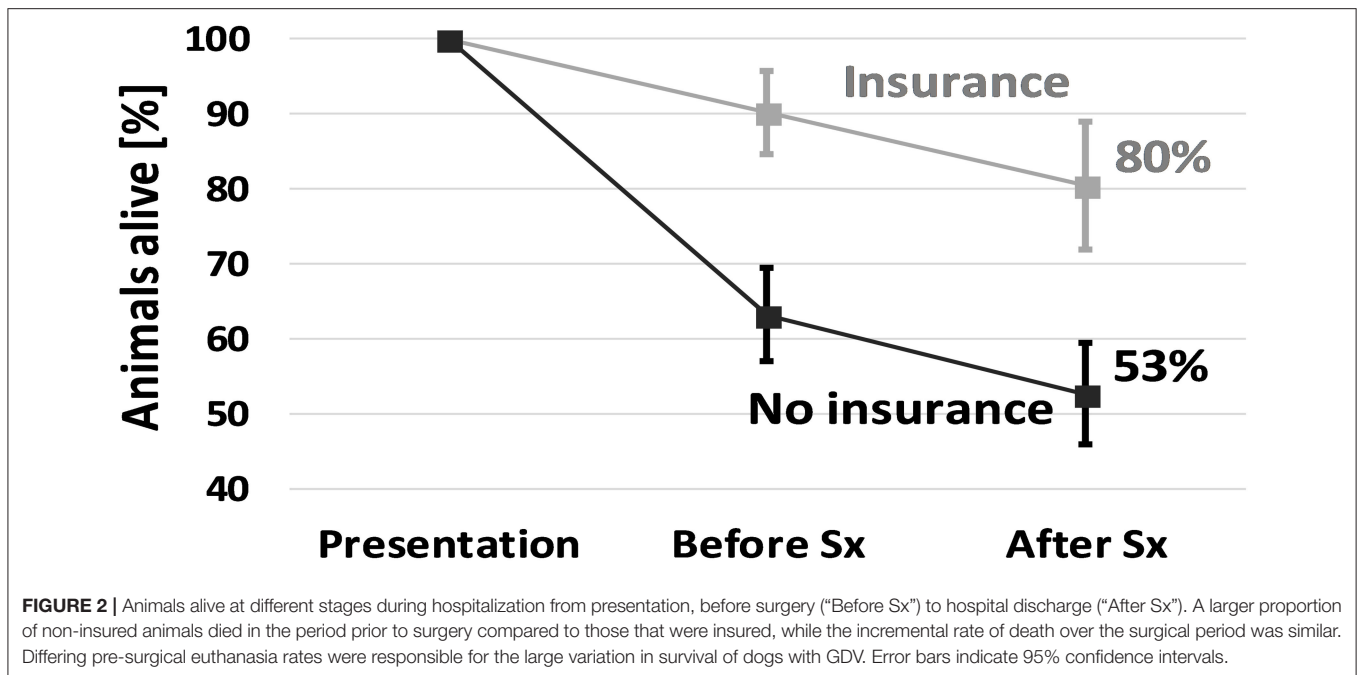 100
90
80
70
60
50
40
Animals alive [%]
Insurance
80%
53%
No insurance
Presentation
Before Sx
After Sx
FIGURE 2 | Animals alive at different stages during hospitalization from presentation, before surgery (“Before Sx”) to hospital discharge (“After Sx”). A larger proportion
of non-insured animals died in the period prior to surgery compared to those that were insured, while the incremental rate of death over the surgical period was similar.
Differing pre-surgical euthanasia rates were responsible for the large variation in survival of dogs with GDV. Error bars indicate 95% confidence intervals.